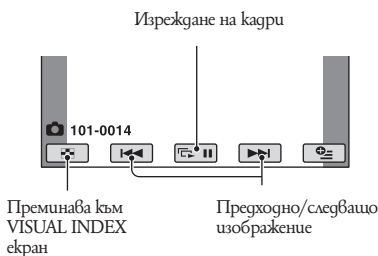 Изреждане на кадри
101-0014
Преминава към
VISUAL INDEX
екран
Предходно/следващо
изображение